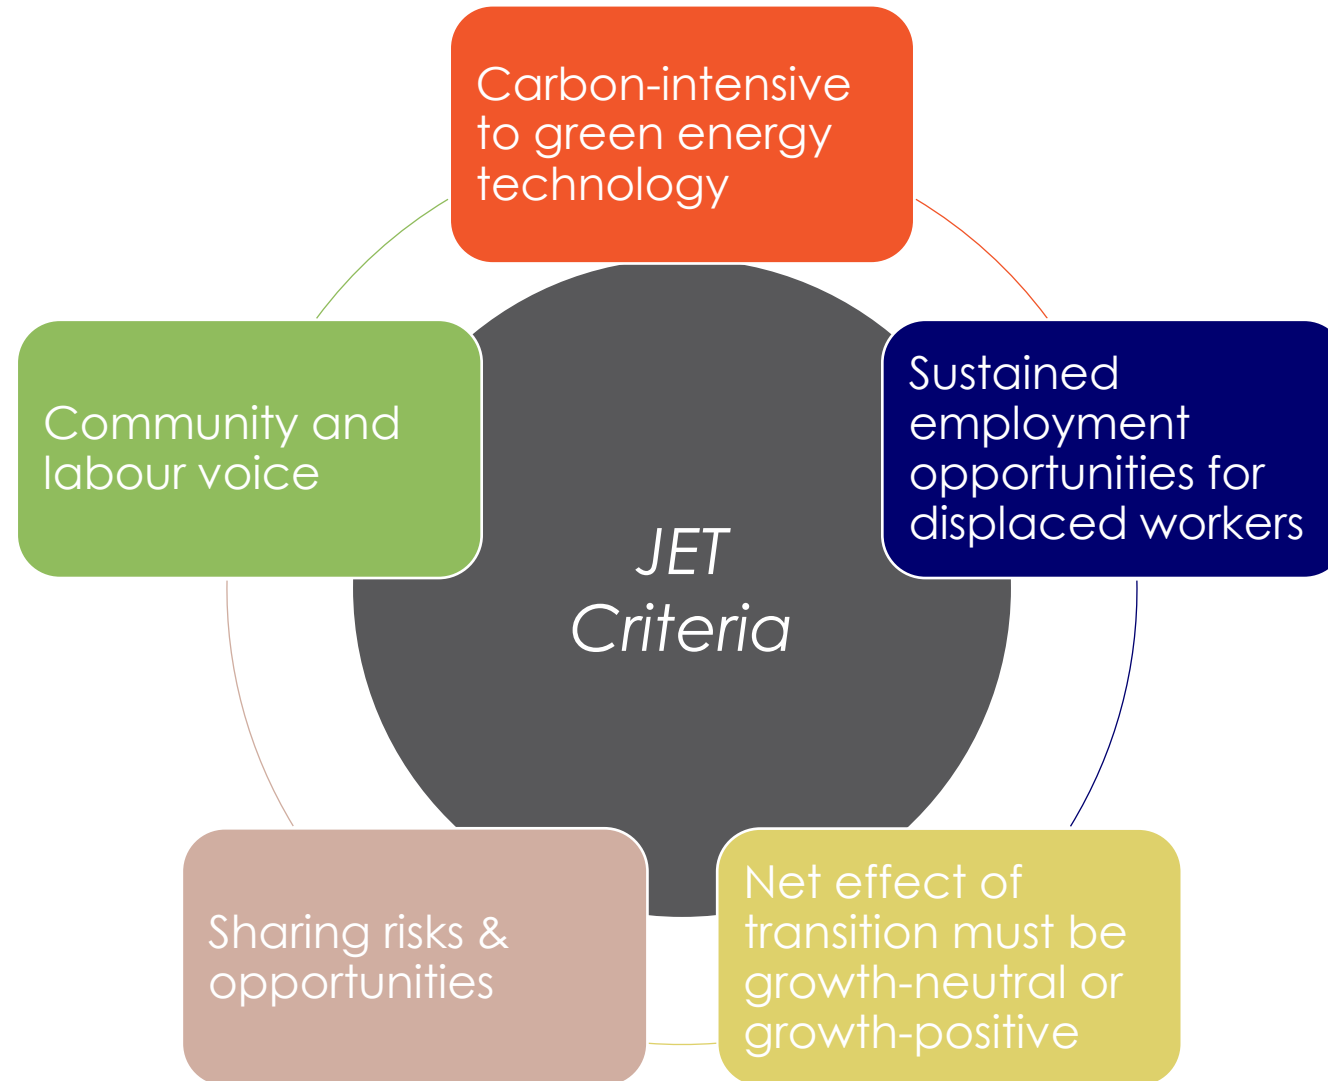 Carbon-intensive
to green energy
technology
Sustained
employment
opportunities for
displaced workers
Net effect of
transition must be
growth-neutral or
growth-positive
Sharing risks &
opportunities
Community and
labour voice
JET
Criteria